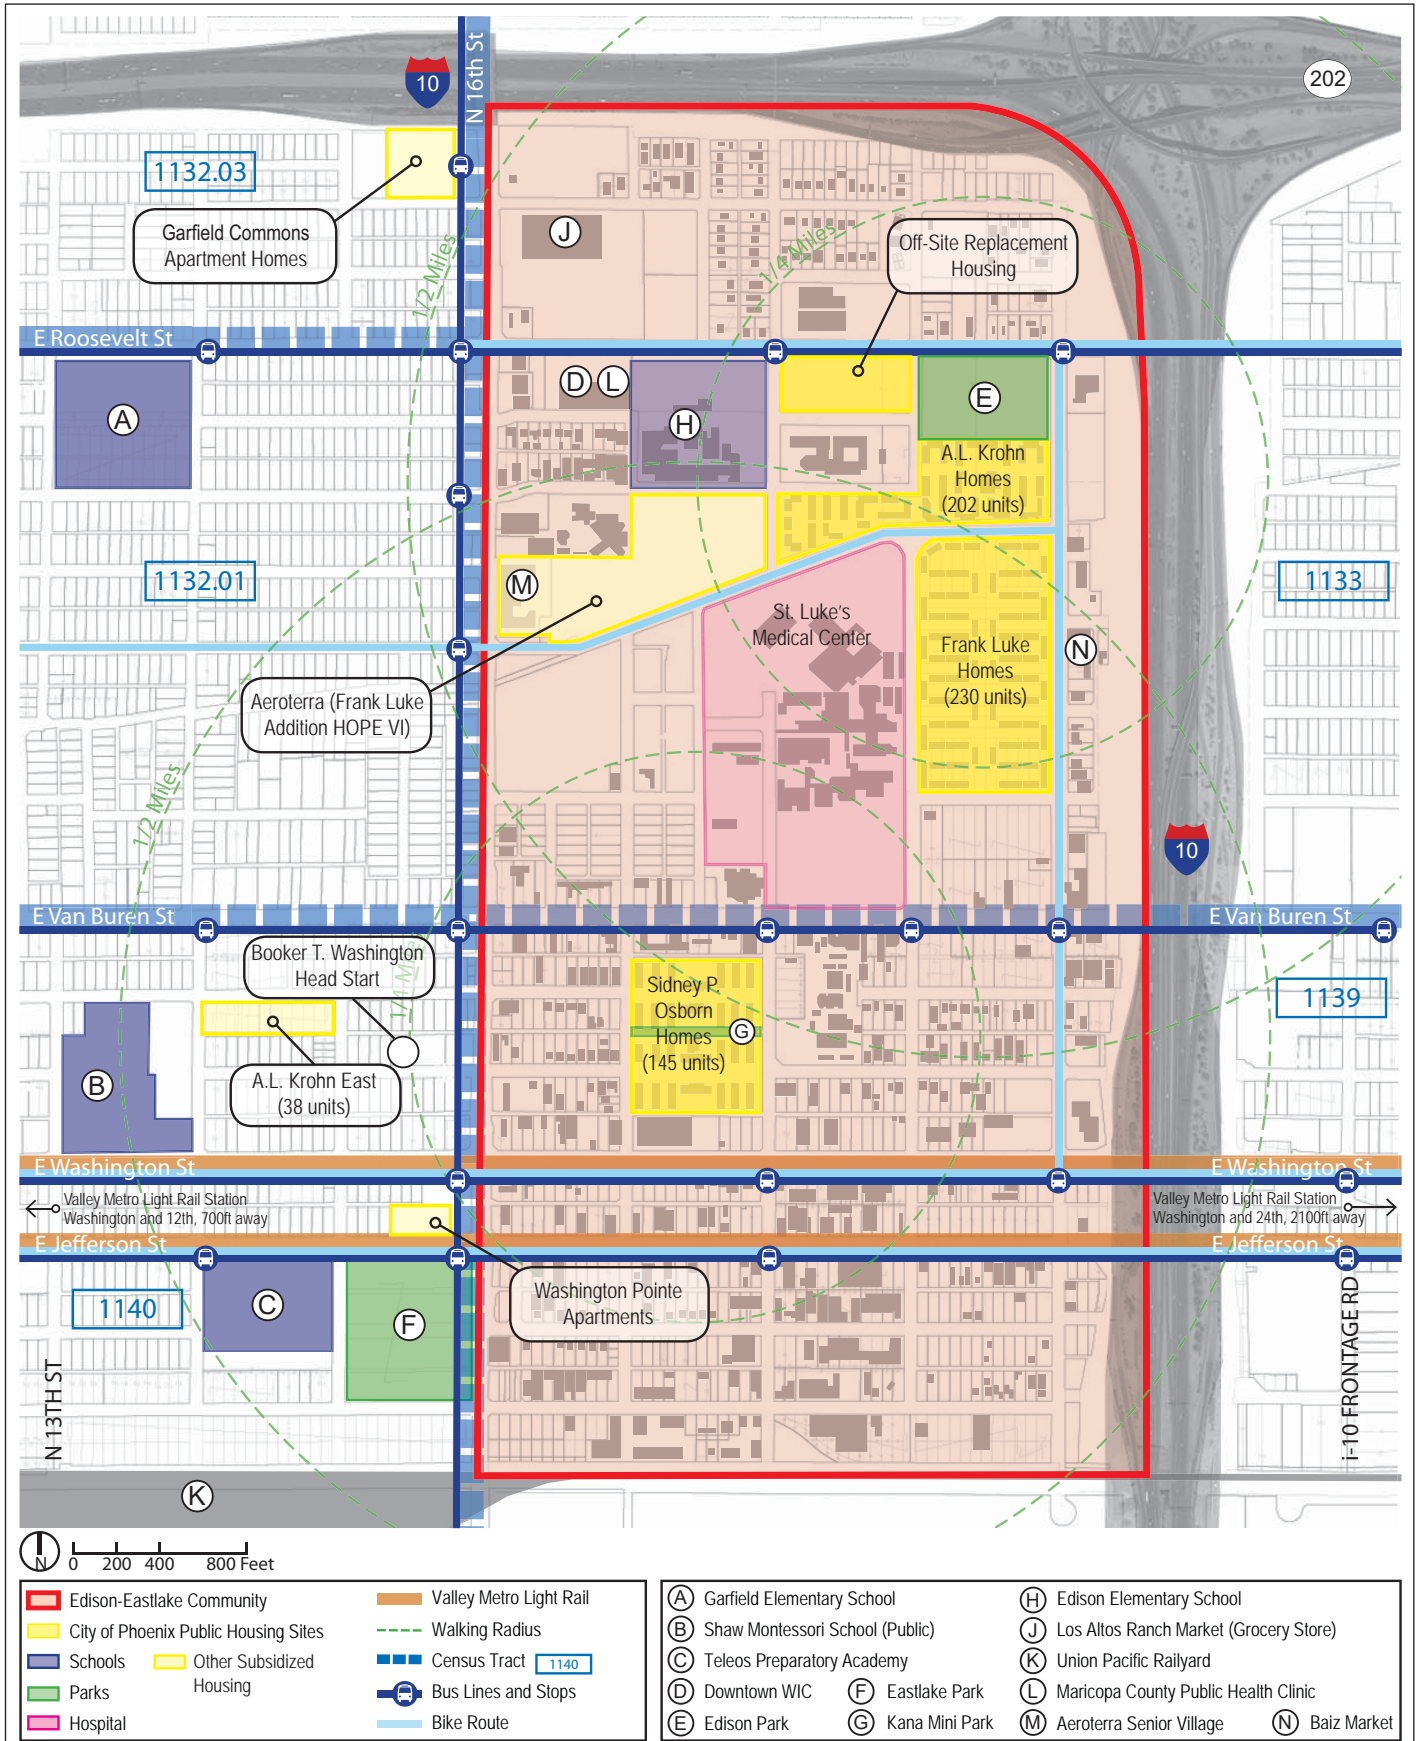 10
N 16th St
202
1132.03
Garfield Commons
Apartment Homes
J
1/2 Miles
1/4 Miles
Off-Site Replacement
Housing
E Roosevelt St
A
D
L
H
E
A.L. Krohn
Homes
(202 units)
1132.01
M
St. Luke's
Medical Center
Frank Luke
Homes
(230 units)
N
1133
Aeroterra (Frank Luke
Addition HOPE VI)
1/2 Miles
10
E Van Buren St
E Van Buren St
Booker T. Washington
Head Start
1/4 Miles
Sidney P.
Osborn
Homes
(145 units)
G
1139
B
A.L. Krohn East
(38 units)
E Washington St
E Washington St
Valley Metro Light Rail Station
Washington and 12th, 700ft away
Valley Metro Light Rail Station
Washington and 24th, 2100ft away
E Jefferson St
E Jefferson St
1140
C
F
Washington Pointe
Apartments
N 13TH ST
i-10 FRONTAGE RD
K
N
0 200 400 800 Feet
Edison-Eastlake Community
City of Phoenix Public Housing Sites
Schools
Other Subsidized
Housing
Parks
Hospital
Valley Metro Light Rail
Walking Radius
Census Tract 1140
Bus Lines and Stops
Bike Route
A Garfield Elementary School
B Shaw Montessori School (Public)
C Teleos Preparatory Academy
D Downtown WIC
E Edison Park
F Eastlake Park
G Kana Mini Park
H Edison Elementary School
J Los Altos Ranch Market (Grocery Store)
K Union Pacific Railyard
L Maricopa County Public Health Clinic
M Aeroterra Senior Village
N Baiz Market